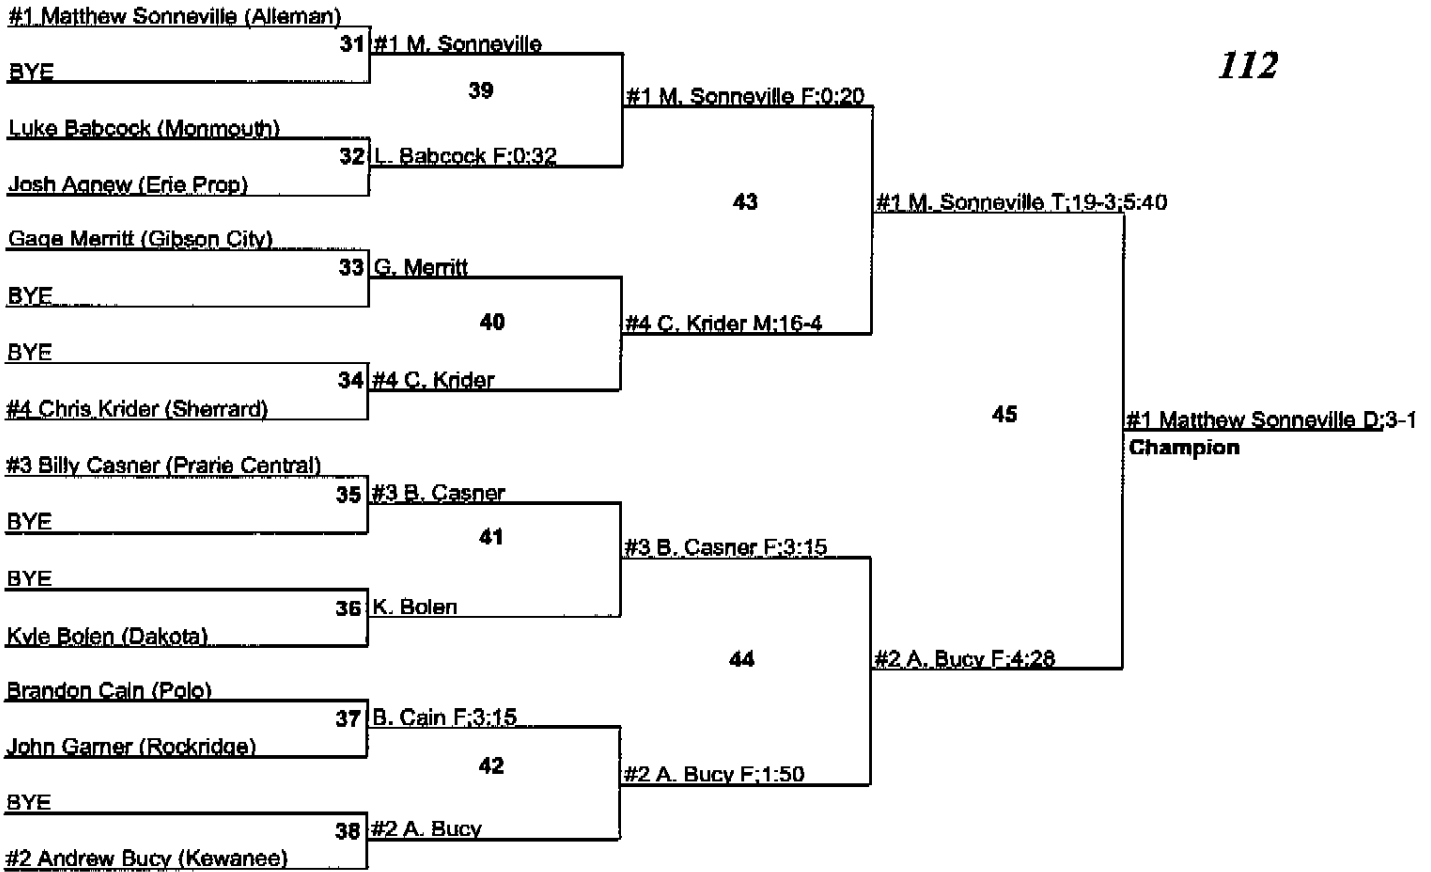 #1 Matthew Sonneville (Alleman)
31 #1 M. Sonneville
BYE
112
39
#1 M. Sonneville F;0:20
Luke Babcock (Monmouth)
32 L. Babcock F;0:32
Josh Agnew (Erie Prop)
43
#1 M. Sonneville T;19-3;5:40
Gage Merritt (Gibson City)
33 G. Merritt
BYE
40
#4 C. Krider M;16-4
BYE
34 #4 C. Krider
#4 Chris Krider (Sherrard)
45
#1 Matthew Sonneville D;3-1
Champion
#3 Billy Casner (Prarie Central)
35 #3 B. Casner
BYE
41
#3 B. Casner F;3:15
BYE
36 K. Bolen
Kyle Bolen (Dakota)
44
#2 A. Bucy F;4:28
Brandon Cain (Polo)
37 B. Cain F;3:15
John Garner (Rockridge)
42
#2 A. Bucy F;1:50
BYE
38 #2 A. Bucy
#2 Andrew Bucy (Kewanee)